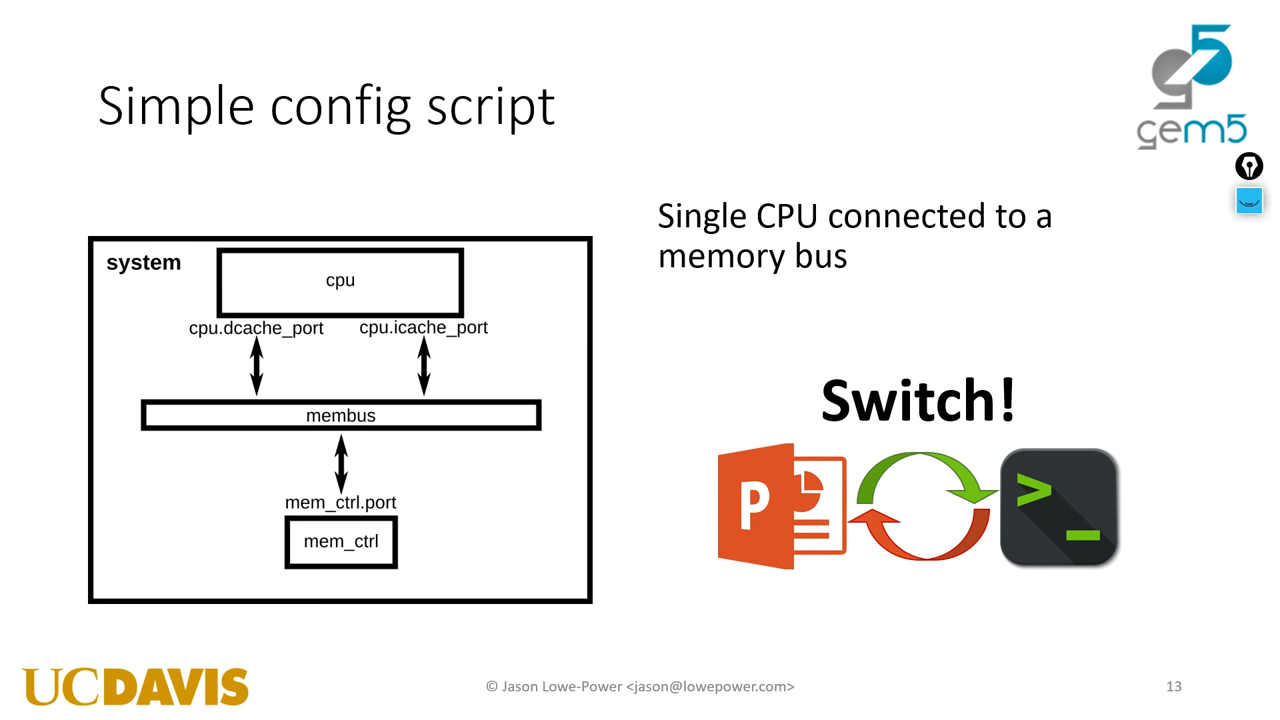 Simple config script
gem5
Single CPU connected to a
memory bus
system
cpu
cpu.dcache_port
cpu.icache_port
membus
mem_ctrl.port
mem_ctrl
Switch!
P
>_
UCDAVIS
© Jason Lowe-Power <jason@lowepower.com>
13